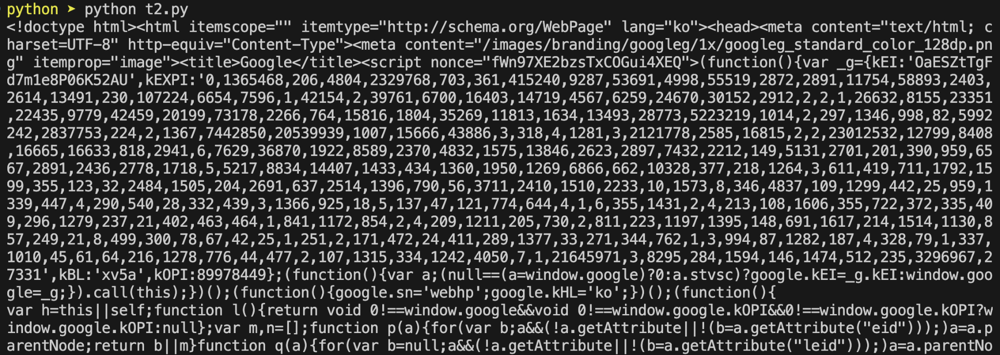 python ➤ python t2.py
<!doctype html><html itemscope="" itemtype="http://schema.org/WebPage" lang="ko"><head><meta content="text/html; c
harset=UTF-8" http-equiv="Content-Type"><meta content="/images/branding/googleg/1x/googleg_standard_color_128dp.pn
g" itemprop="image"><title>Google</title><script nonce="fWn97XE2bzsTxCOGui4XEQ">(function(){var _g={kEI:'OaESZtTgF
d7m1e8P06K52AU',kEXPI:'0,1365468,206,4804,2329768,703,361,415240,9287,53691,4998,55519,2872,2891,11754,58893,2403,
2614,13491,230,107224,6654,7596,1,42154,2,39761,6700,16403,14719,4567,6259,24670,30152,2912,2,2,1,26632,8155,23351
,22435,9779,42459,20199,73178,2266,764,15816,1804,35269,11813,1634,13493,28773,5223219,1014,2,297,1346,998,82,5992
242,2837753,224,2,1367,7442850,20539939,1007,15666,43886,3,318,4,1281,3,2121778,2585,16815,2,2,23012532,12799,8408
,16665,16633,818,2941,6,7629,36870,1922,8589,2370,4832,1575,13846,2623,2897,7432,2212,149,5131,2701,201,390,959,65
67,2891,2436,2778,1718,5,5217,8834,14407,1433,434,1360,1950,1269,6866,662,10328,377,218,1264,3,611,419,711,1792,15
99,355,123,32,2484,1505,204,2691,637,2514,1396,790,56,3711,2410,1510,2233,10,1573,8,346,4837,109,1299,442,25,959,1
339,447,4,290,540,28,332,439,3,1366,925,18,5,137,47,121,774,644,4,1,6,355,1431,2,4,213,108,1606,355,722,372,335,40
9,296,1279,237,21,402,463,464,1,841,1172,854,2,4,209,1211,205,730,2,811,223,1197,1395,148,691,1617,214,1514,1130,8
57,249,21,8,499,300,78,67,42,25,1,251,2,171,472,24,411,289,1377,33,271,344,762,1,3,994,87,1282,187,4,328,79,1,337,
1010,45,61,64,216,1278,776,44,477,2,107,1315,334,1242,4050,7,1,21645971,3,8295,284,1594,146,1474,512,235,3296967,2
7331',kBL:'xv5a',kOPI:89978449};(function(){var a;(null==(a=window.google)?0:a.stvsc)?google.kEI=_g.kEI:window.goo
gle=_g;}).call(this);})();(function(){google.sn='webhp';google.kHL='ko';})();(function(){
var h=this||self;function l(){return void 0!==window.google&&void 0!==window.google.kOPI&&0!==window.google.kOPI?w
indow.google.kOPI:null};var m,n=[];function p(a){for(var b;a&&(!a.getAttribute||!(b=a.getAttribute("eid")));)a=a.p
arentNode;return b||m}function q(a){for(var b=null;a&&(!a.getAttribute||!(b=a.getAttribute("leid")));)a=a.parentNo